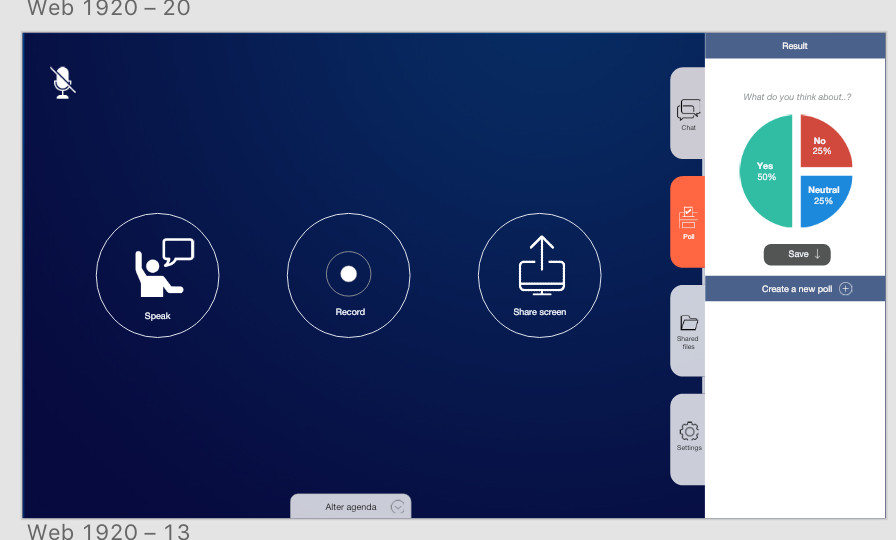 Web 1920 – 20
Result
What do you think about..?
Yes
50%
No
25%
Neutral
25%
Save
Create a new poll
Chat
Poll
Shared
files
Settings
Speak
Record
Share screen
Alter agenda
Web 1920 – 13